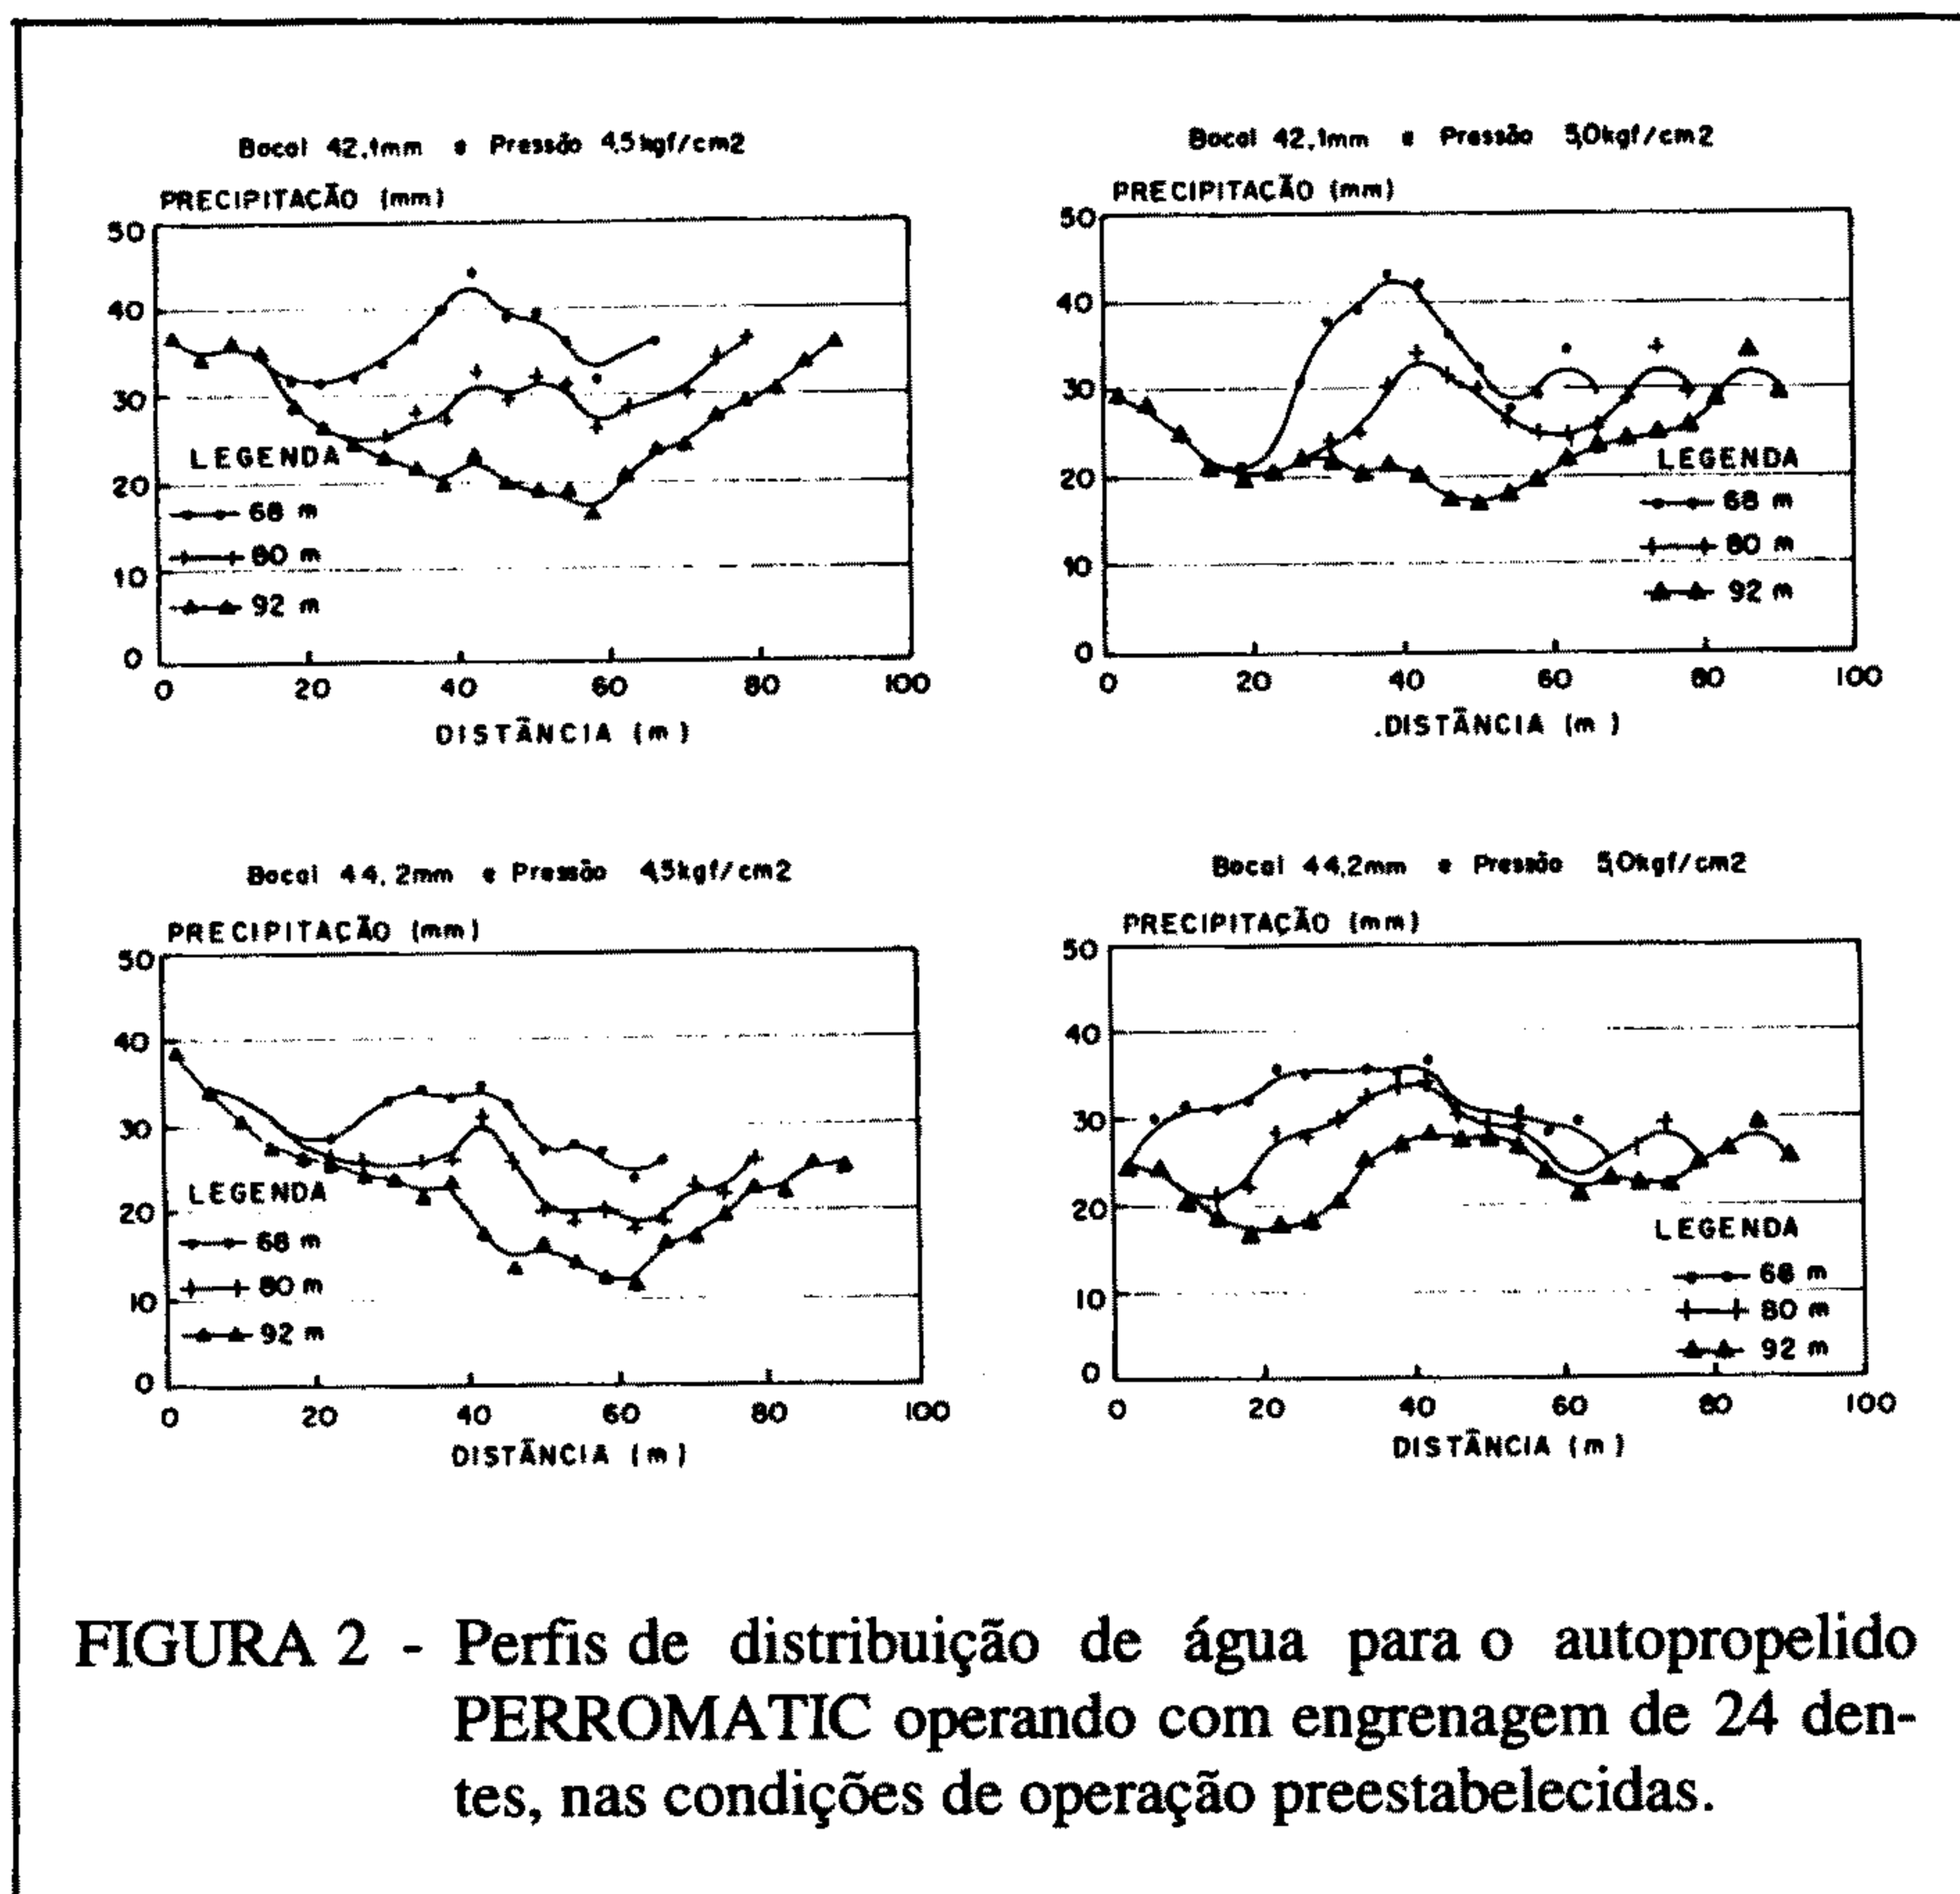 Bocal 42,1mm e Pressão 4,5kgf/cm2
PRECIPITAÇÃO (mm)
50
40
30
20
10
0
LEGENDA
68 m
80 m
92 m
0 20 40 60 80 100
DISTÂNCIA (m)
Bocal 42,1mm e Pressão 5,0kgf/cm2
PRECIPITAÇÃO (mm)
50
40
30
20
10
0
LEGENDA
68 m
80 m
92 m
0 20 40 60 80 100
.DISTÂNCIA (m)
Bocal 44,2mm e Pressão 4,5kgf/cm2
PRECIPITAÇÃO (mm)
50
40
30
20
10
0
LEGENDA
68 m
80 m
92 m
0 20 40 60 80 100
DISTÂNCIA (m)
Bocal 44,2mm e Pressão 5,0kgf/cm2
PRECIPITAÇÃO (mm)
50
40
30
20
10
0
LEGENDA
68 m
80 m
92 m
0 20 40 60 80 100
DISTÂNCIA (m)
FIGURA 2 - Perfis de distribuição de água para o autopropelido
PERROMATIC operando com engrenagem de 24 den-
tes, nas condições de operação preestabelecidas.